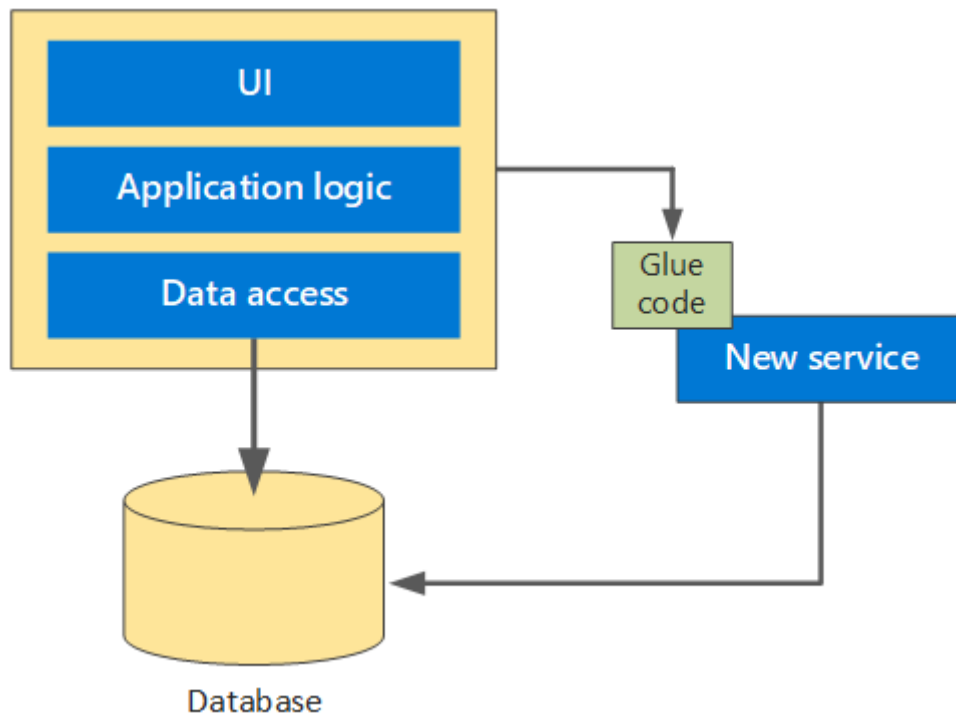 UI
Application logic
Data access
Glue
code
New service
Database